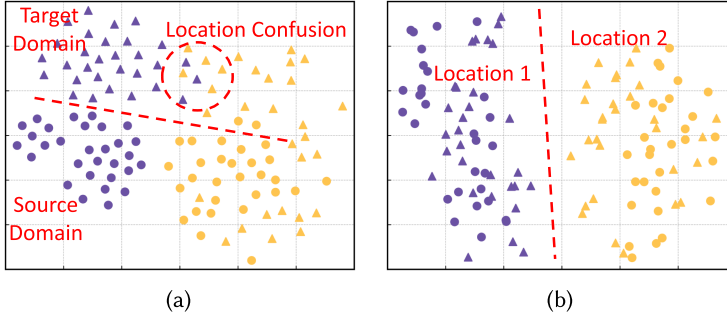 Target
Domain
Location Confusion
Source
Domain
(a)
Location 1
Location 2
(b)